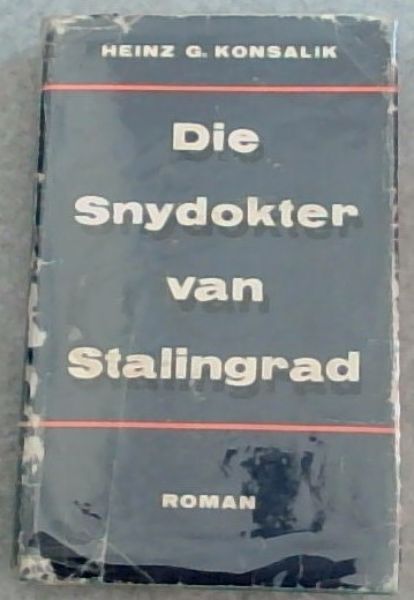 HEINZ G. KONSALIK
Die
Snydokter
van
Stalingrad
ROMAN